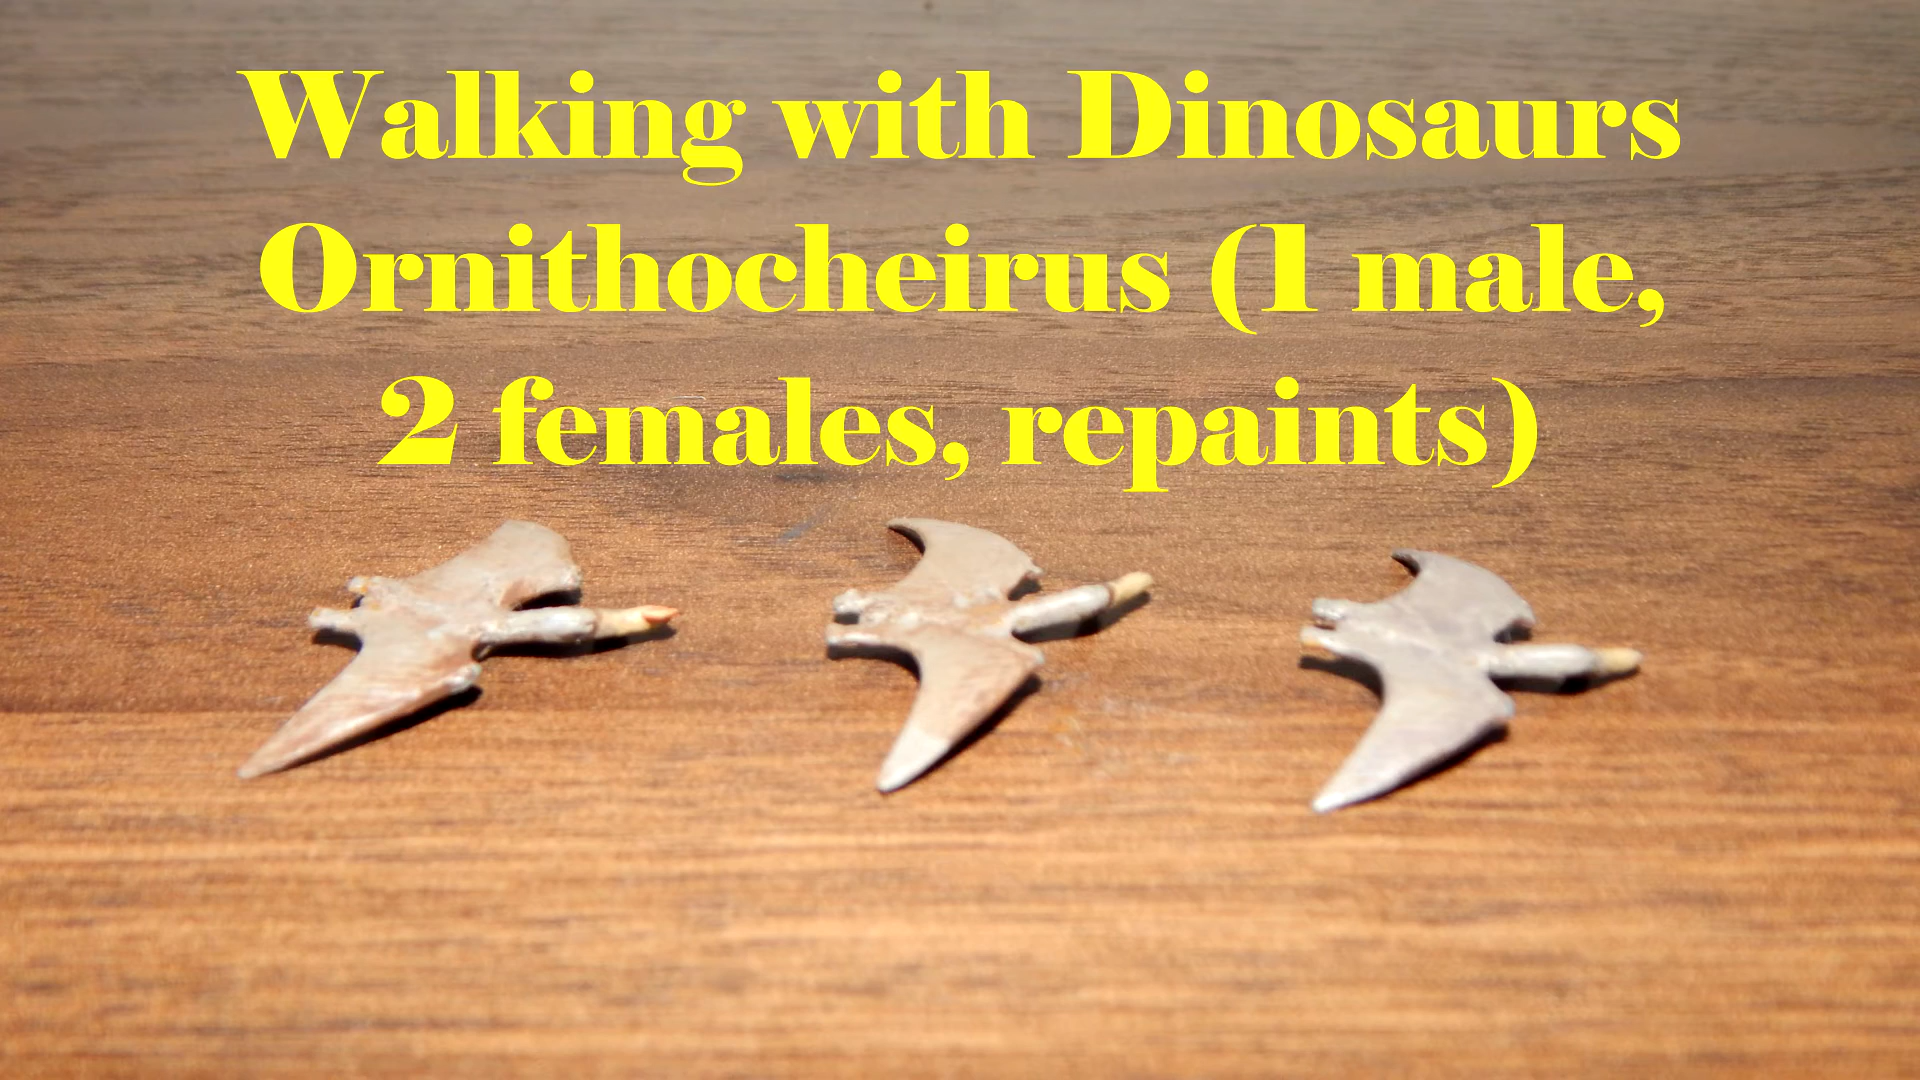 Walking with Dinosaurs
Ornithocheirus (1 male,
2 females, repaints)